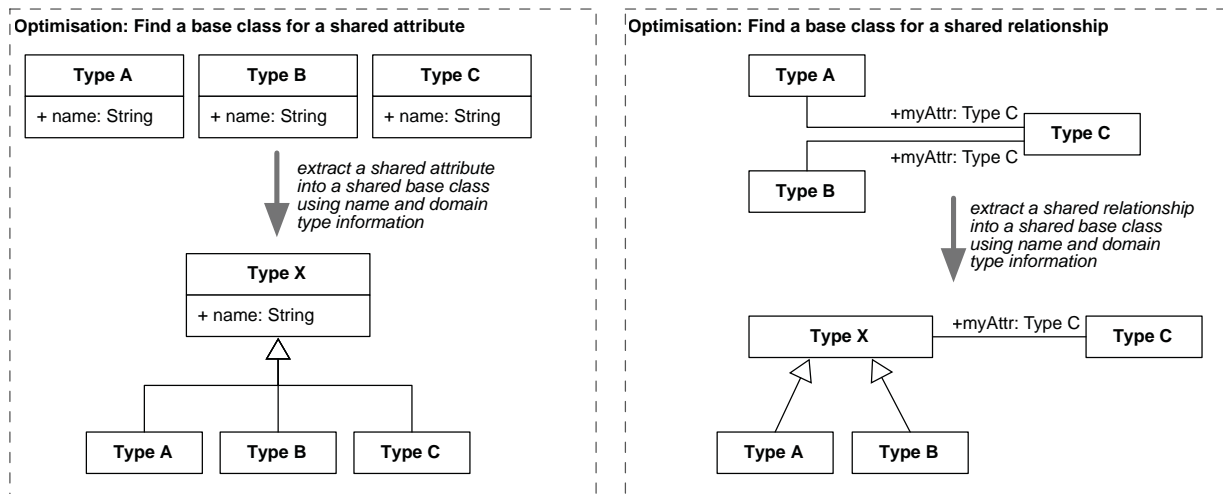 Optimisation: Find a base class for a shared attribute
Type A
Type B
Type C
+ name: String
+ name: String
+ name: String
extract a shared attribute
into a shared base class
using name and domain
type information
Type X
+ name: String
Type A
Type B
Type C
Optimisation: Find a base class for a shared relationship
Type A
+myAttr: Type C
Type C
+myAttr: Type C
Type B
extract a shared relationship
into a shared base class
using name and domain
type information
Type X
+myAttr: Type C
Type C
Type A
Type B